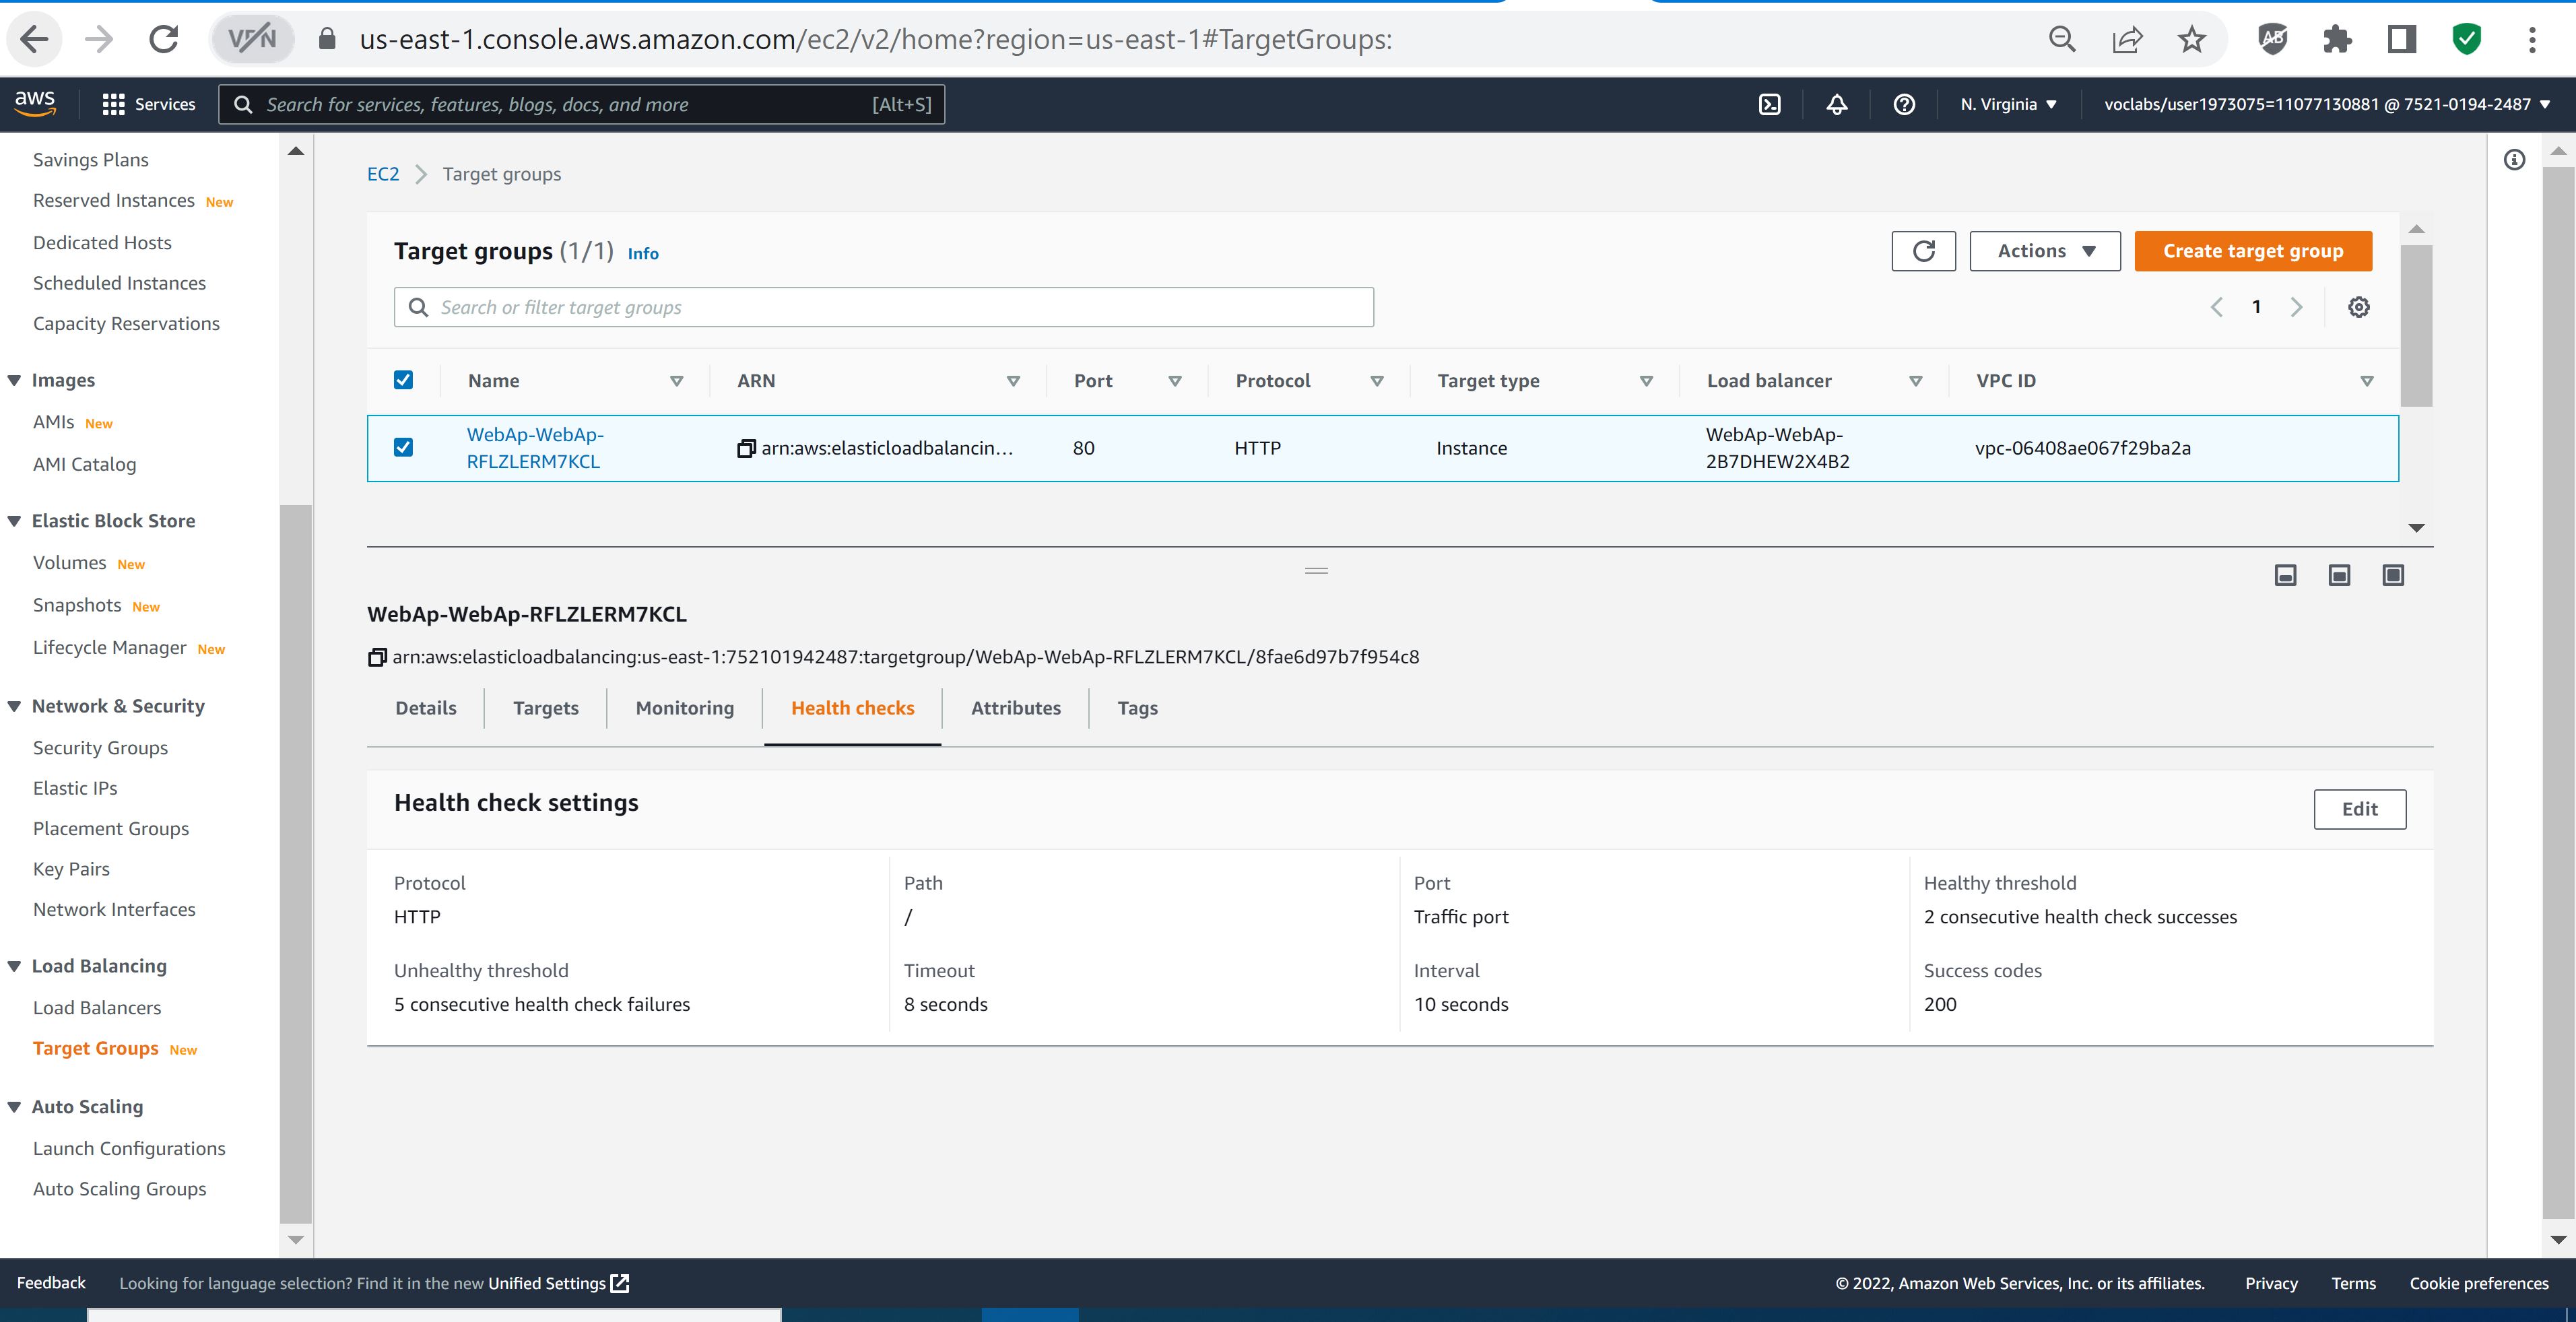 VPN
us-east-1.console.aws.amazon.com/ec2/v2/home?region=us-east-1#TargetGroups:
AB
aws
Services
Search for services, features, blogs, docs, and more
[Alt+S]
N. Virginia
voclabs/user1973075=11077130881 @ 7521-0194-2487
Savings Plans
Reserved Instances New
Dedicated Hosts
Scheduled Instances
Capacity Reservations
Images
AMIs New
AMI Catalog
Elastic Block Store
Volumes New
Snapshots New
Lifecycle Manager New
Network & Security
Security Groups
Elastic IPs
Placement Groups
Key Pairs
Network Interfaces
Load Balancing
Load Balancers
Target Groups New
Auto Scaling
Launch Configurations
Auto Scaling Groups
EC2 > Target groups
Target groups (1/1) Info
Actions
Create target group
Search or filter target groups
1
Name ARN Port Protocol Target type Load balancer VPC ID
WebAp-WebAp-
RFLZLERM7KCL
arn:aws:elasticloadbalancin...
80
HTTP
Instance
WebAp-WebAp-
2B7DHEW2X4B2
vpc-06408ae067f29ba2a
WebAp-WebAp-RFLZLERM7KCL
arn:aws:elasticloadbalancing:us-east-1:752101942487:targetgroup/WebAp-WebAp-RFLZLERM7KCL/8fae6d97b7f954c8
Details Targets Monitoring Health checks Attributes Tags
Health check settings
Edit
Protocol
HTTP
Path
/
Port
Traffic port
Healthy threshold
2 consecutive health check successes
Unhealthy threshold
5 consecutive health check failures
Timeout
8 seconds
Interval
10 seconds
Success codes
200
Feedback
Looking for language selection? Find it in the new Unified Settings
© 2022, Amazon Web Services, Inc. or its affiliates.
Privacy
Terms
Cookie preferences